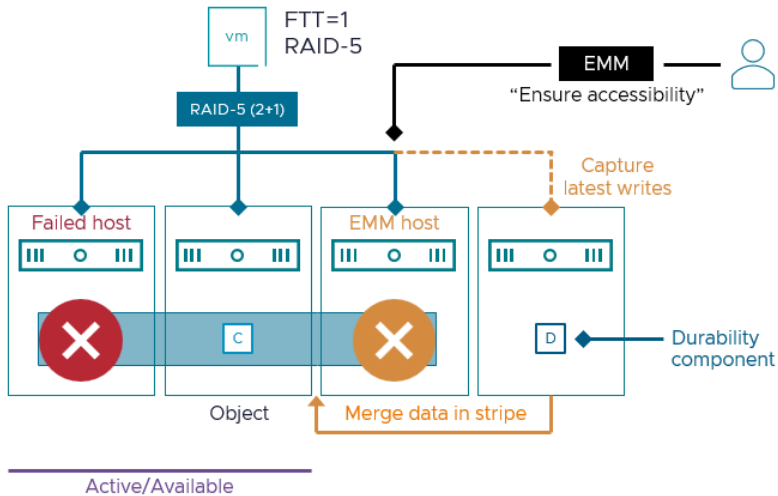 vm
FTT=1
RAID-5
EMM
“Ensure accessibility”
RAID-5 (2+1)
Capture
latest writes
Failed host
EMM host
C
D
Durability
component
Object
Merge data in stripe
Active/Available